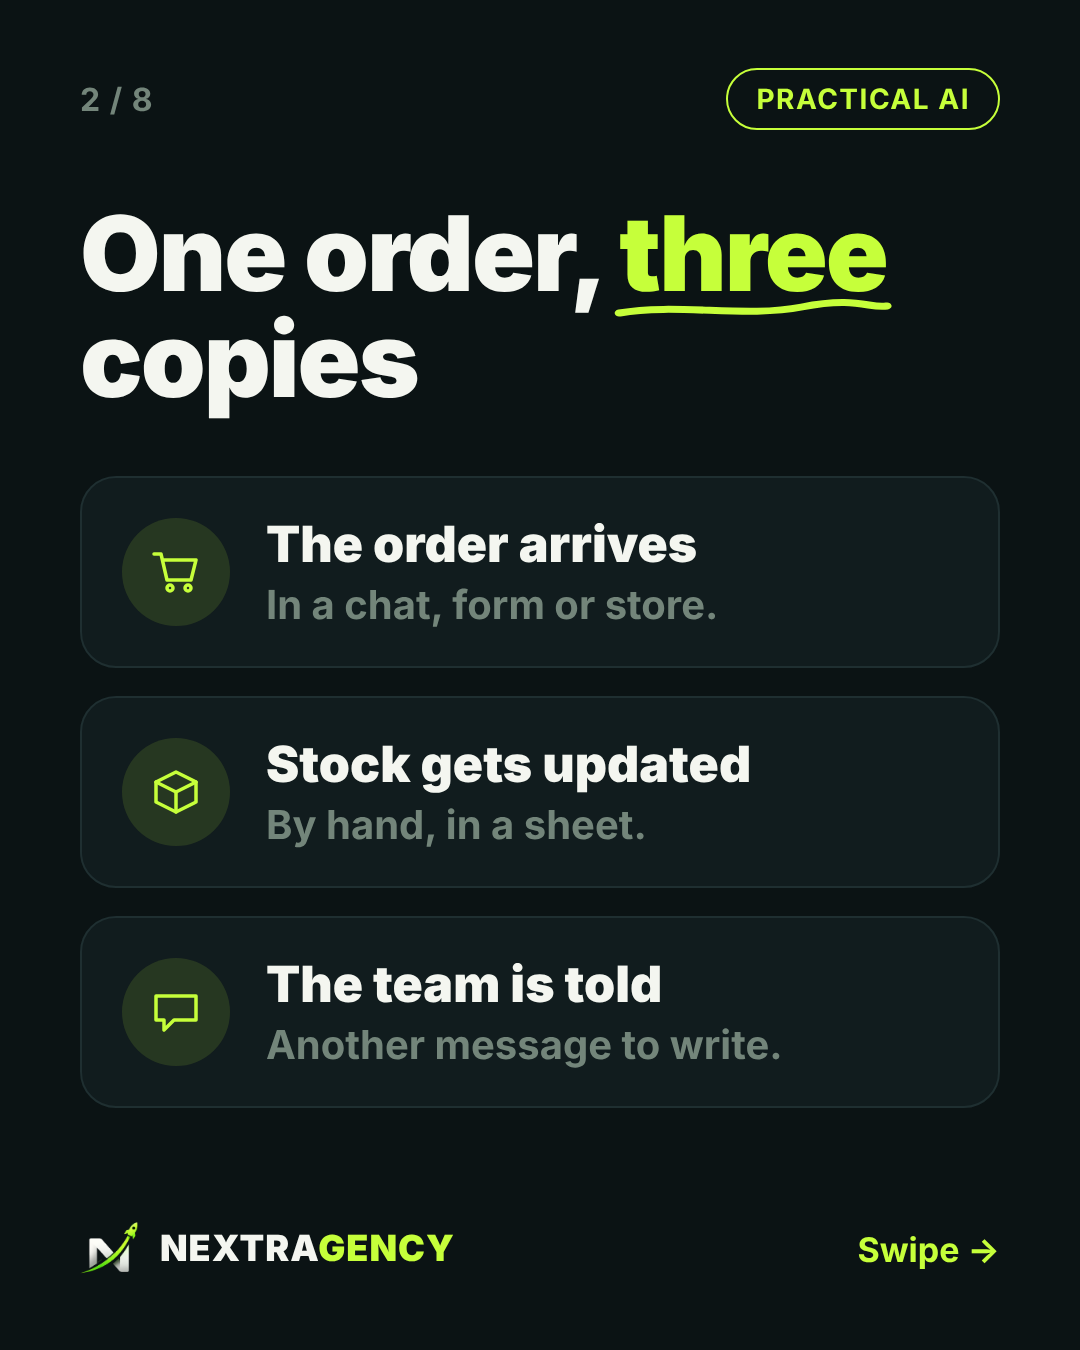 2 / 8
PRACTICAL AI
One order, three
copies
The order arrives
In a chat, form or store.
Stock gets updated
By hand, in a sheet.
The team is told
Another message to write.
NEXTRAGENCY
Swipe →